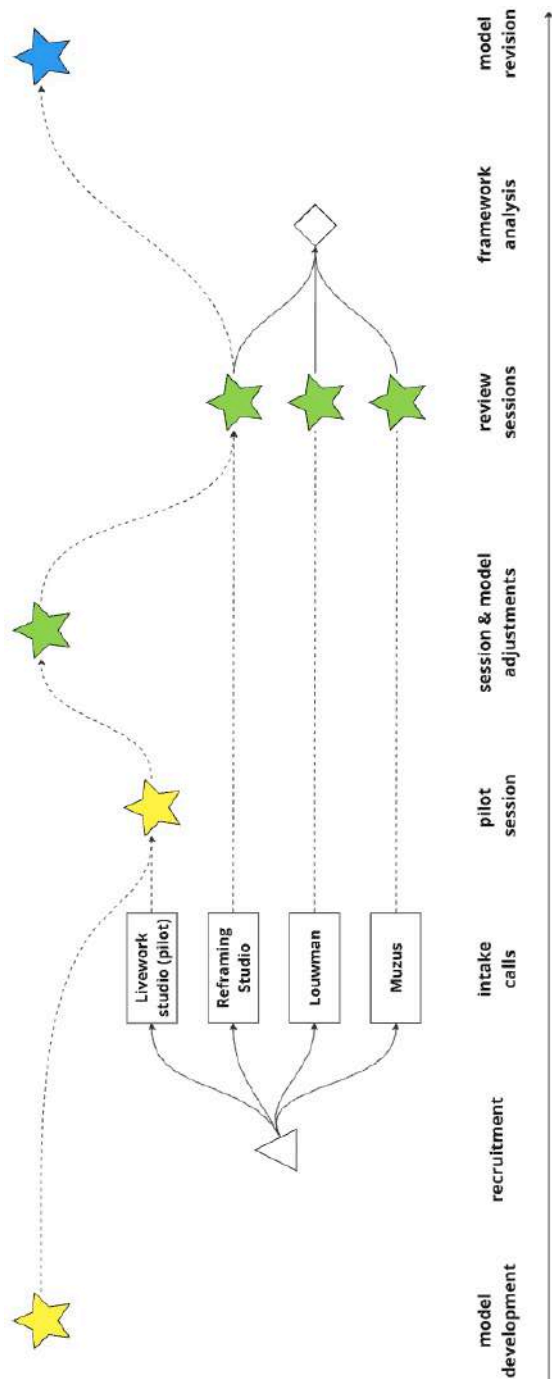 Livework
studio (pilot)
Reframing
Studio
Louwman
Muzus
model
development
recruitment
intake
calls
pilot
session
session & model
adjustments
review
sessions
framework
analysis
model
revision